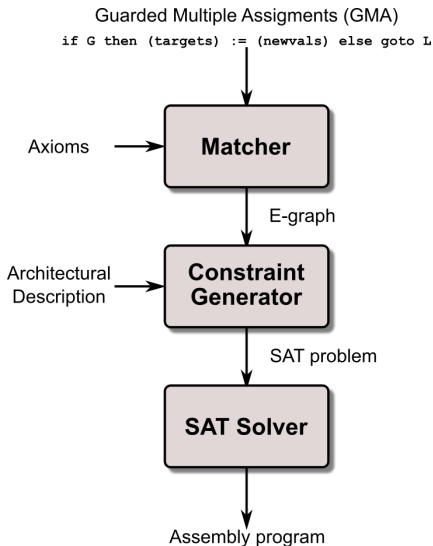 Guarded Multiple Assigments (GMA)
if G then (targets) := (newvals) else goto L
Axioms
Matcher
E-graph
Architectural
Description
Constraint
Generator
SAT problem
SAT Solver
Assembly program